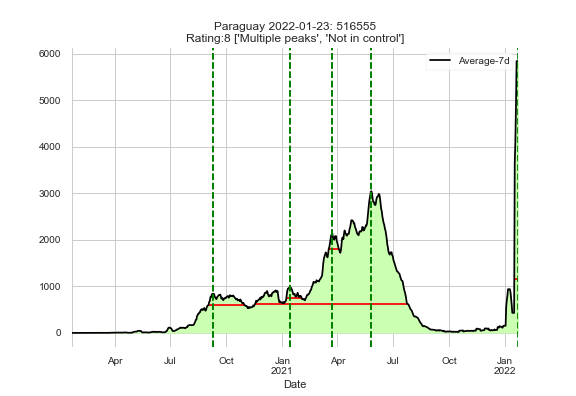 Paraguay 2022-01-23: 516555
Rating:8 ['Multiple peaks', 'Not in control']
Average-7d
6000
5000
4000
3000
2000
1000
0
Apr Jul Oct Jan Apr Jul Oct Jan
2021 2022
Date